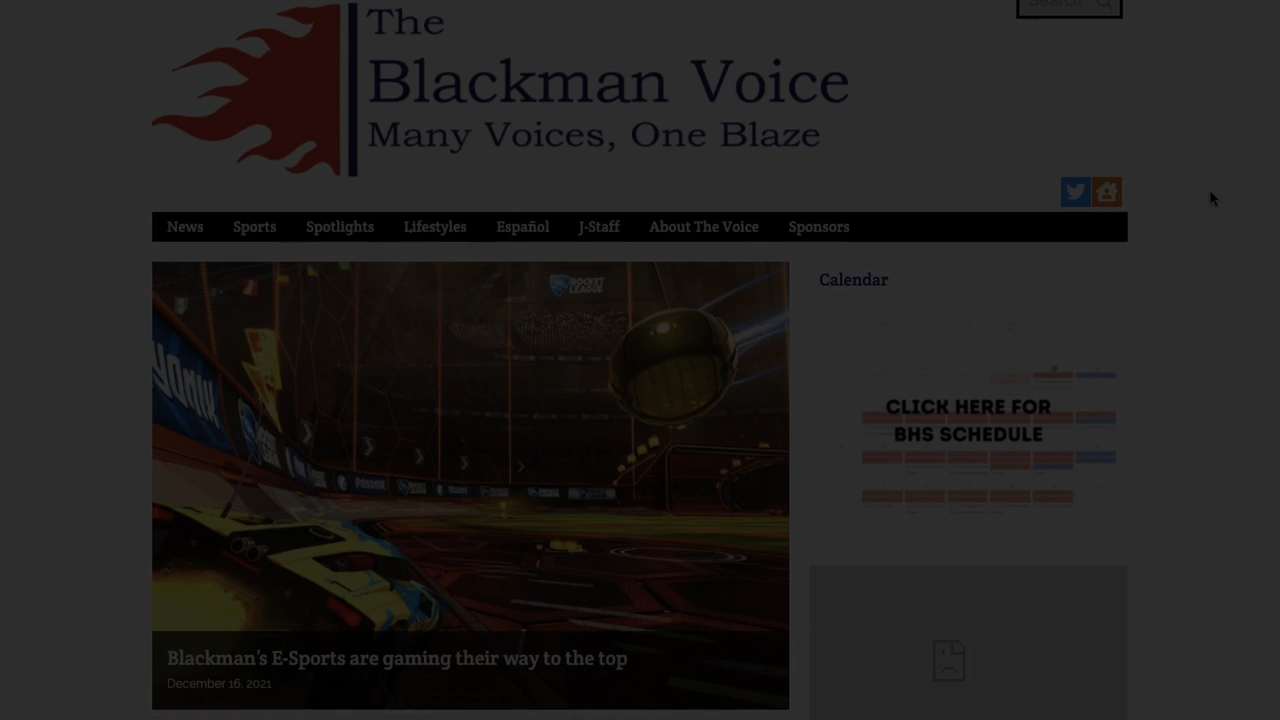 Search
The
Blackman Voice
Many Voices, One Blaze
News Sports Spotlights Lifestyles Español J-Staff About The Voice Sponsors
Calendar
ROCKET
LEAGUE
CLICK HERE FOR
BHS SCHEDULE
Blackman's E-Sports are gaming their way to the top
December 16, 2021